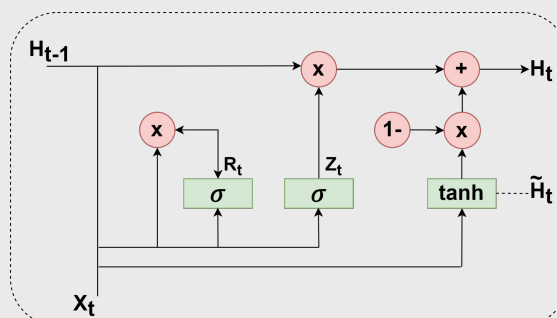 H_t-1
x
+
H_t
x
R_t
Z_t
1-
x
σ
σ
tanh
H̃_t
X_t